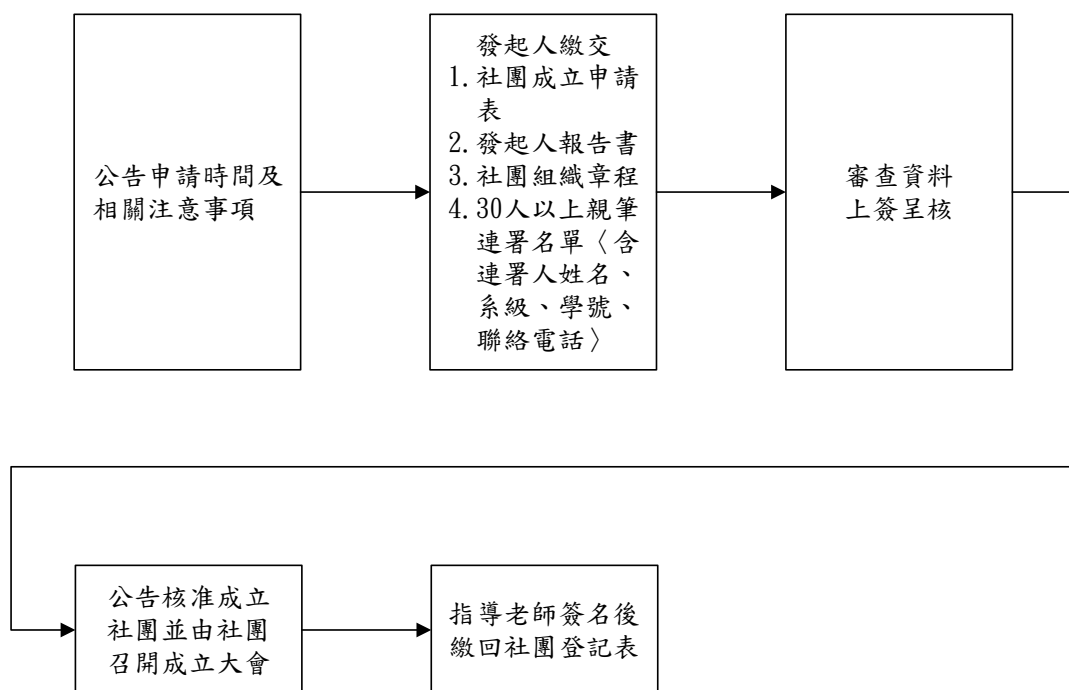 公告申請時間及
相關注意事項
發起人繳交
1.社團成立申請
表
2.發起人報告書
3.社團組織章程
4.30人以上親筆
連署名單〈含
連署人姓名、
系級、學號、
聯絡電話〉
審查資料
上簽呈核
公告核准成立
社團並由社團
召開成立大會
指導老師簽名後
繳回社團登記表